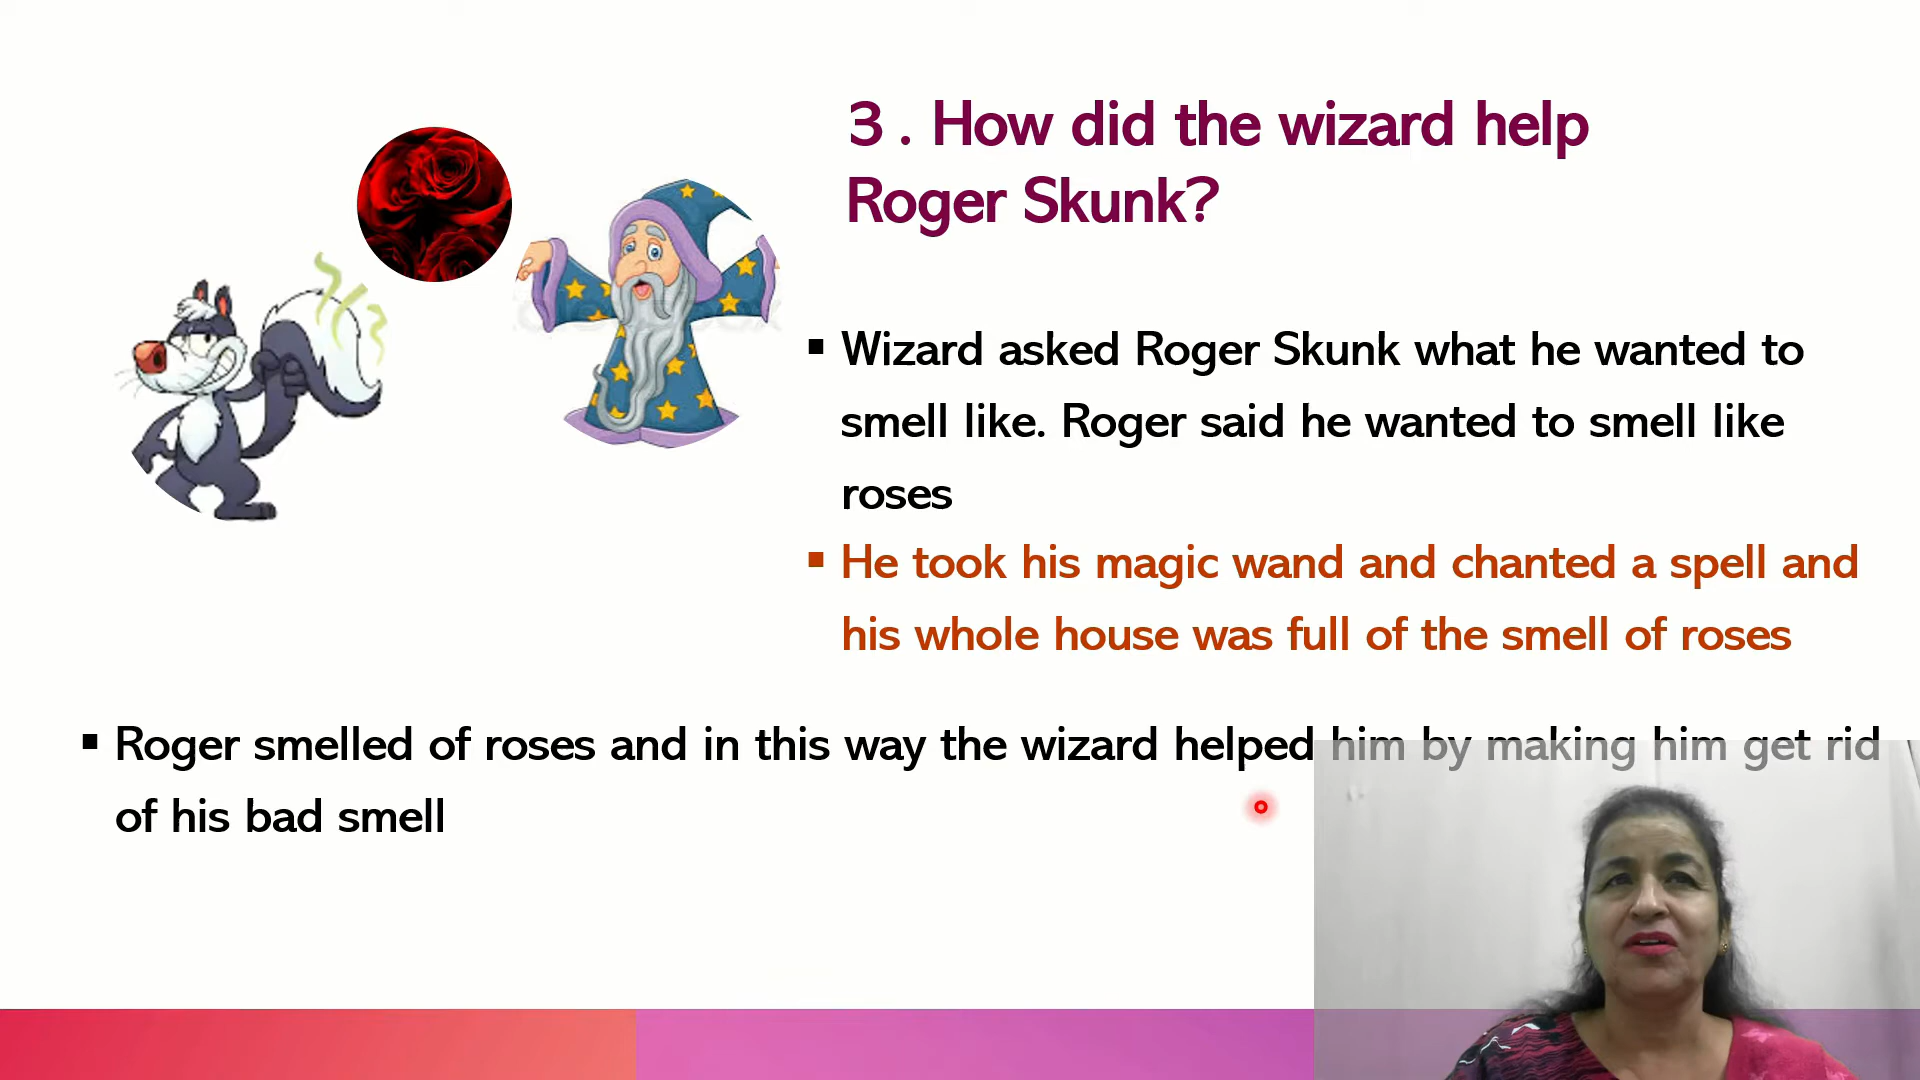 3 . How did the wizard help
Roger Skunk?
▪ Wizard asked Roger Skunk what he wanted to
smell like. Roger said he wanted to smell like
roses
▪ He took his magic wand and chanted a spell and
his whole house was full of the smell of roses
▪ Roger smelled of roses and in this way the wizard helped him by making him get rid
of his bad smell